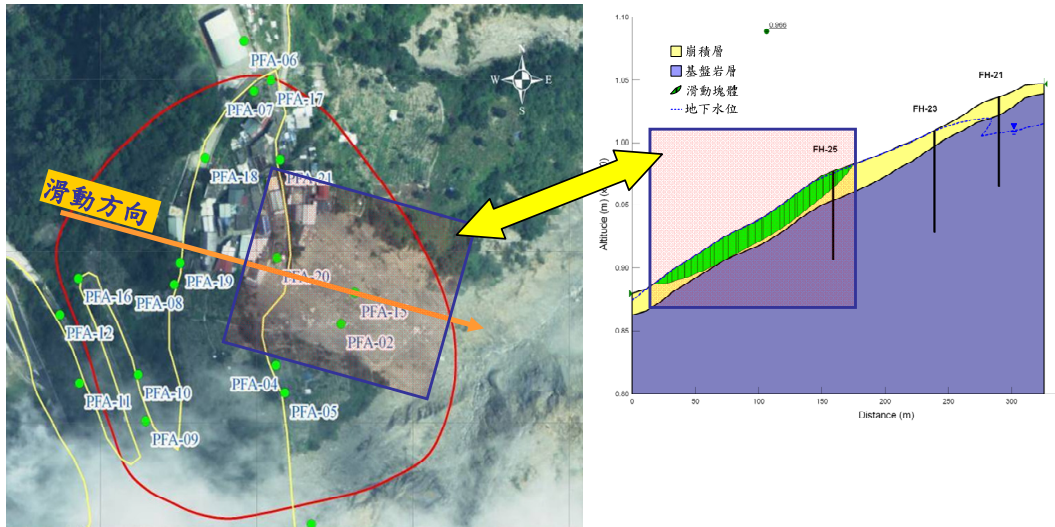 PFA-06
N
W
E
S
PFA-07
PFA-17
PFA-18
PFA-21
滑動方向
PFA-20
PFA-19
PFA-16
PFA-08
PFA-15
PFA-12
PFA-02
PFA-04
PFA-10
PFA-11
PFA-05
PFA-09
1.10
0.966
崩積層
基盤岩層
滑動塊體
地下水位
1.05
FH-21
FH-23
1.00
FH-25
Altitude (m)
0.95
0.90
0.85
0.80
0
50
100
150
200
250
300
Distance (m)